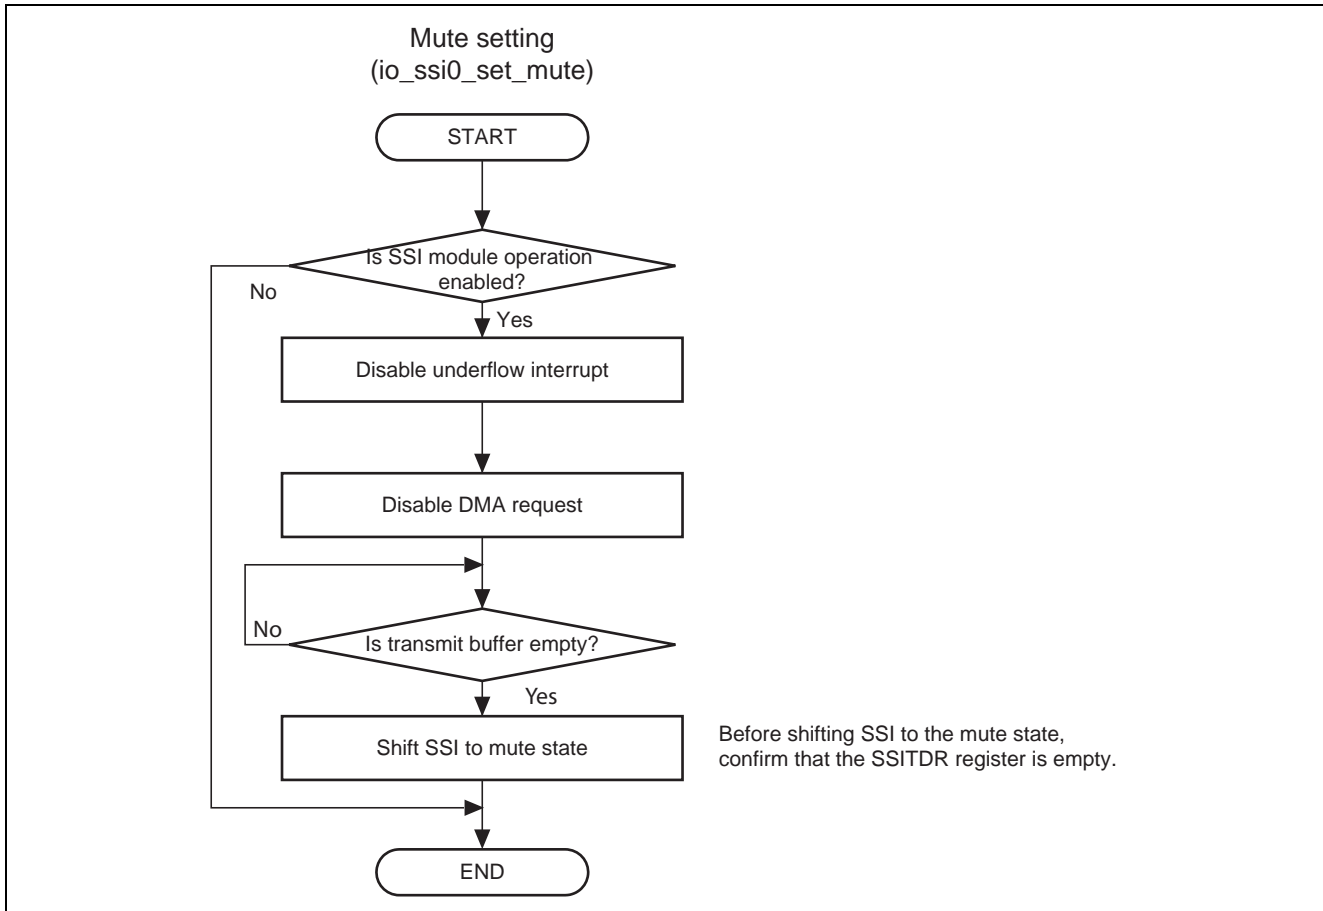 Mute setting
(io_ssi0_set_mute)
START
Is SSI module operation
enabled?
No
Yes
Disable underflow interrupt
Disable DMA request
No
Is transmit buffer empty?
Yes
Shift SSI to mute state
Before shifting SSI to the mute state,
confirm that the SSITDR register is empty.
END